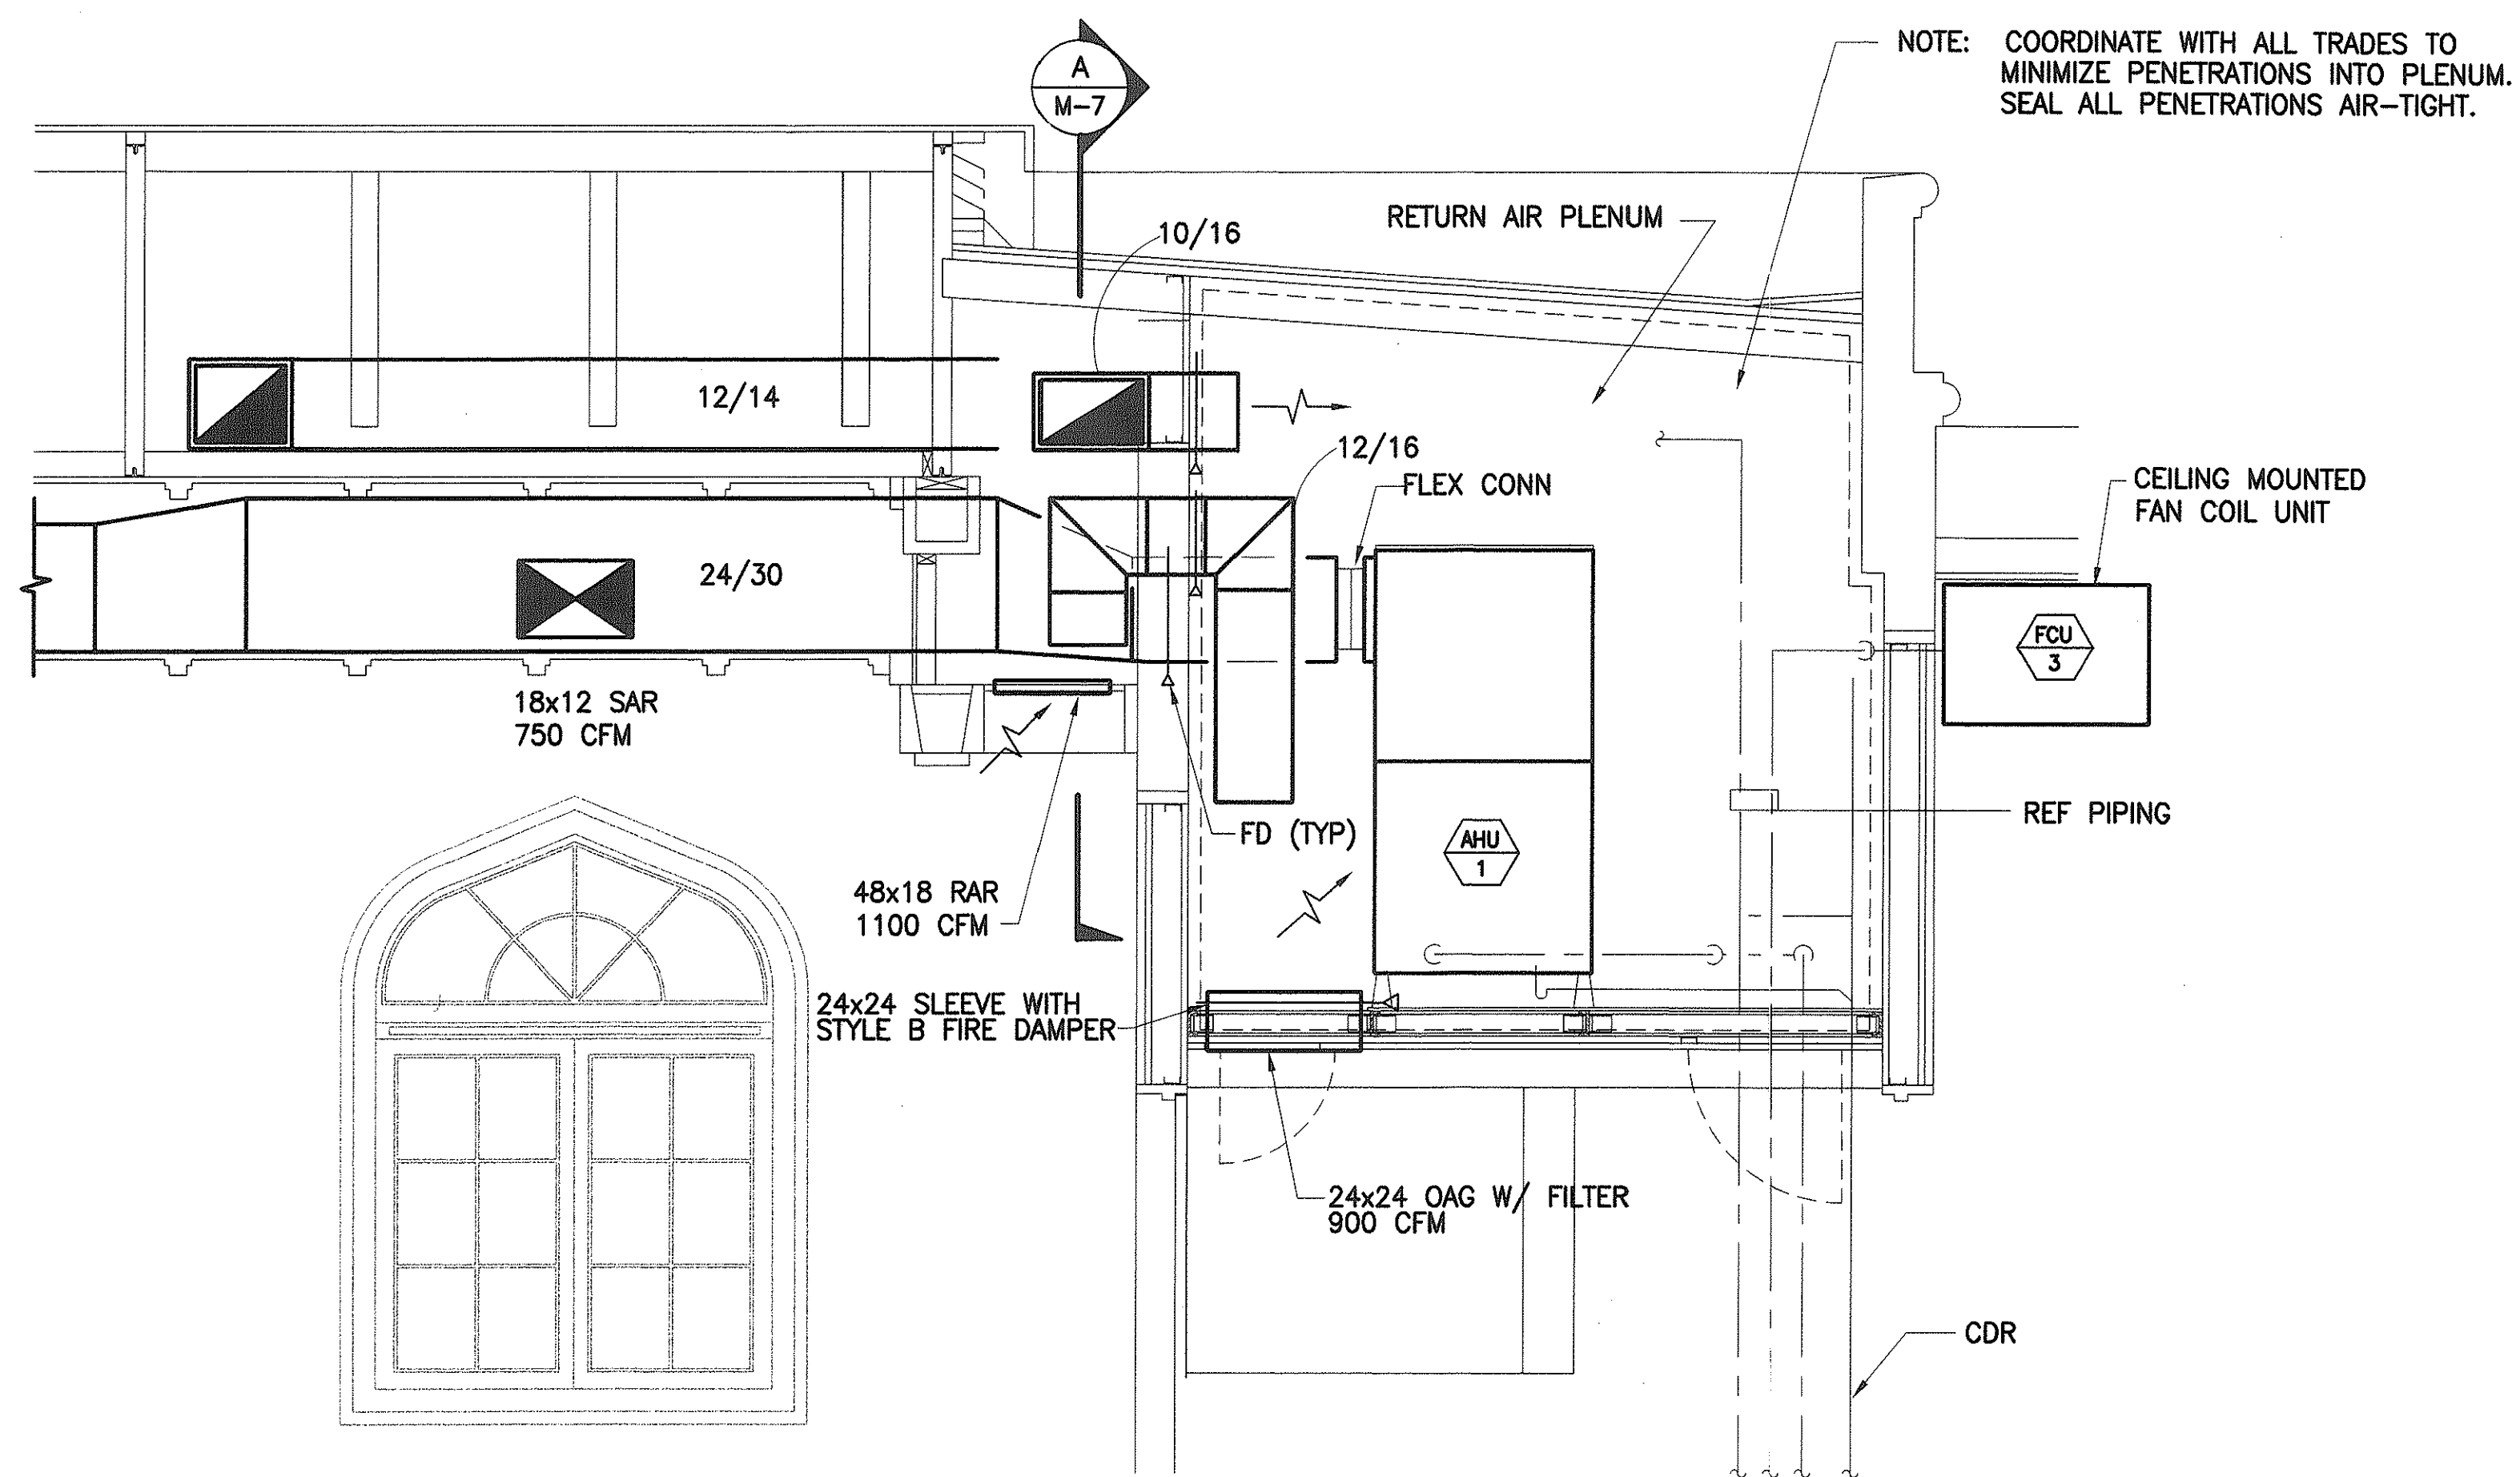 A
M-7
NOTE: COORDINATE WITH ALL TRADES TO
MINIMIZE PENETRATIONS INTO PLENUM.
SEAL ALL PENETRATIONS AIR-TIGHT.
RETURN AIR PLENUM
10/16
12/14
12/16
FLEX CONN
CEILING MOUNTED
FAN COIL UNIT
24/30
FCU
3
18x12 SAR
750 CFM
REF PIPING
FD (TYP)
AHU
1
48x18 RAR
1100 CFM
24x24 SLEEVE WITH
STYLE B FIRE DAMPER
24x24 OAG W/ FILTER
900 CFM
CDR